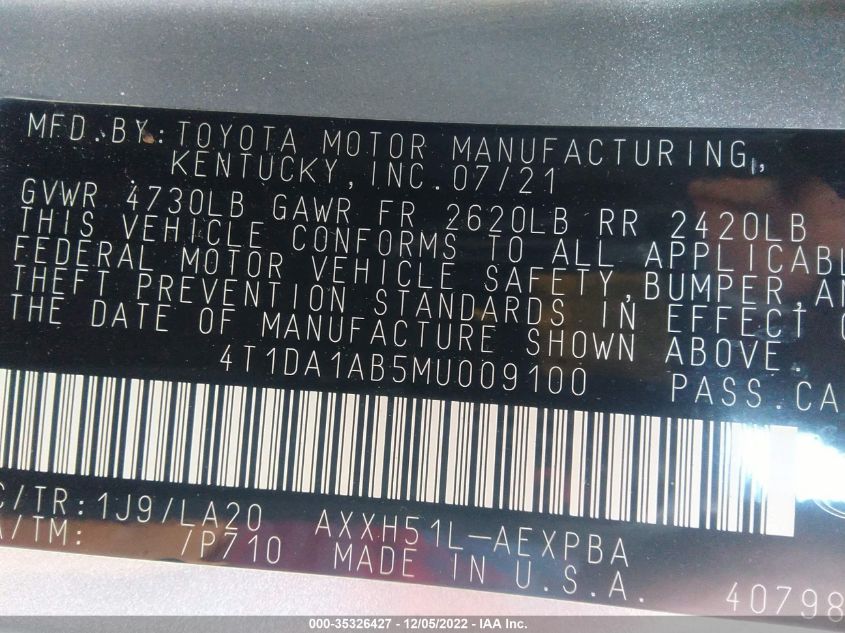 MFD.BY:TOYOTA MOTOR MANUFACTURING,
KENTUCKY,INC.07/21
GVWR 4730LB GAWR FR 2620LB RR 2420LB
THIS VEHICLE CONFORMS TO ALL APPLICABL
FEDERAL MOTOR VEHICLE SAFETY,BUMPER,AN
THEFT PREVENTION STANDARDS IN EFFECT O
THE DATE OF MANUFACTURE SHOWN ABOVE.
4T1DA1AB5MU009100 PASS.CA
C/TR:1J9/LA20 AXXH51L-AEXPBA
A/TM: /P710 MADE IN U.S.A. 40798
000-35326427 - 12/05/2022 - IAA Inc.